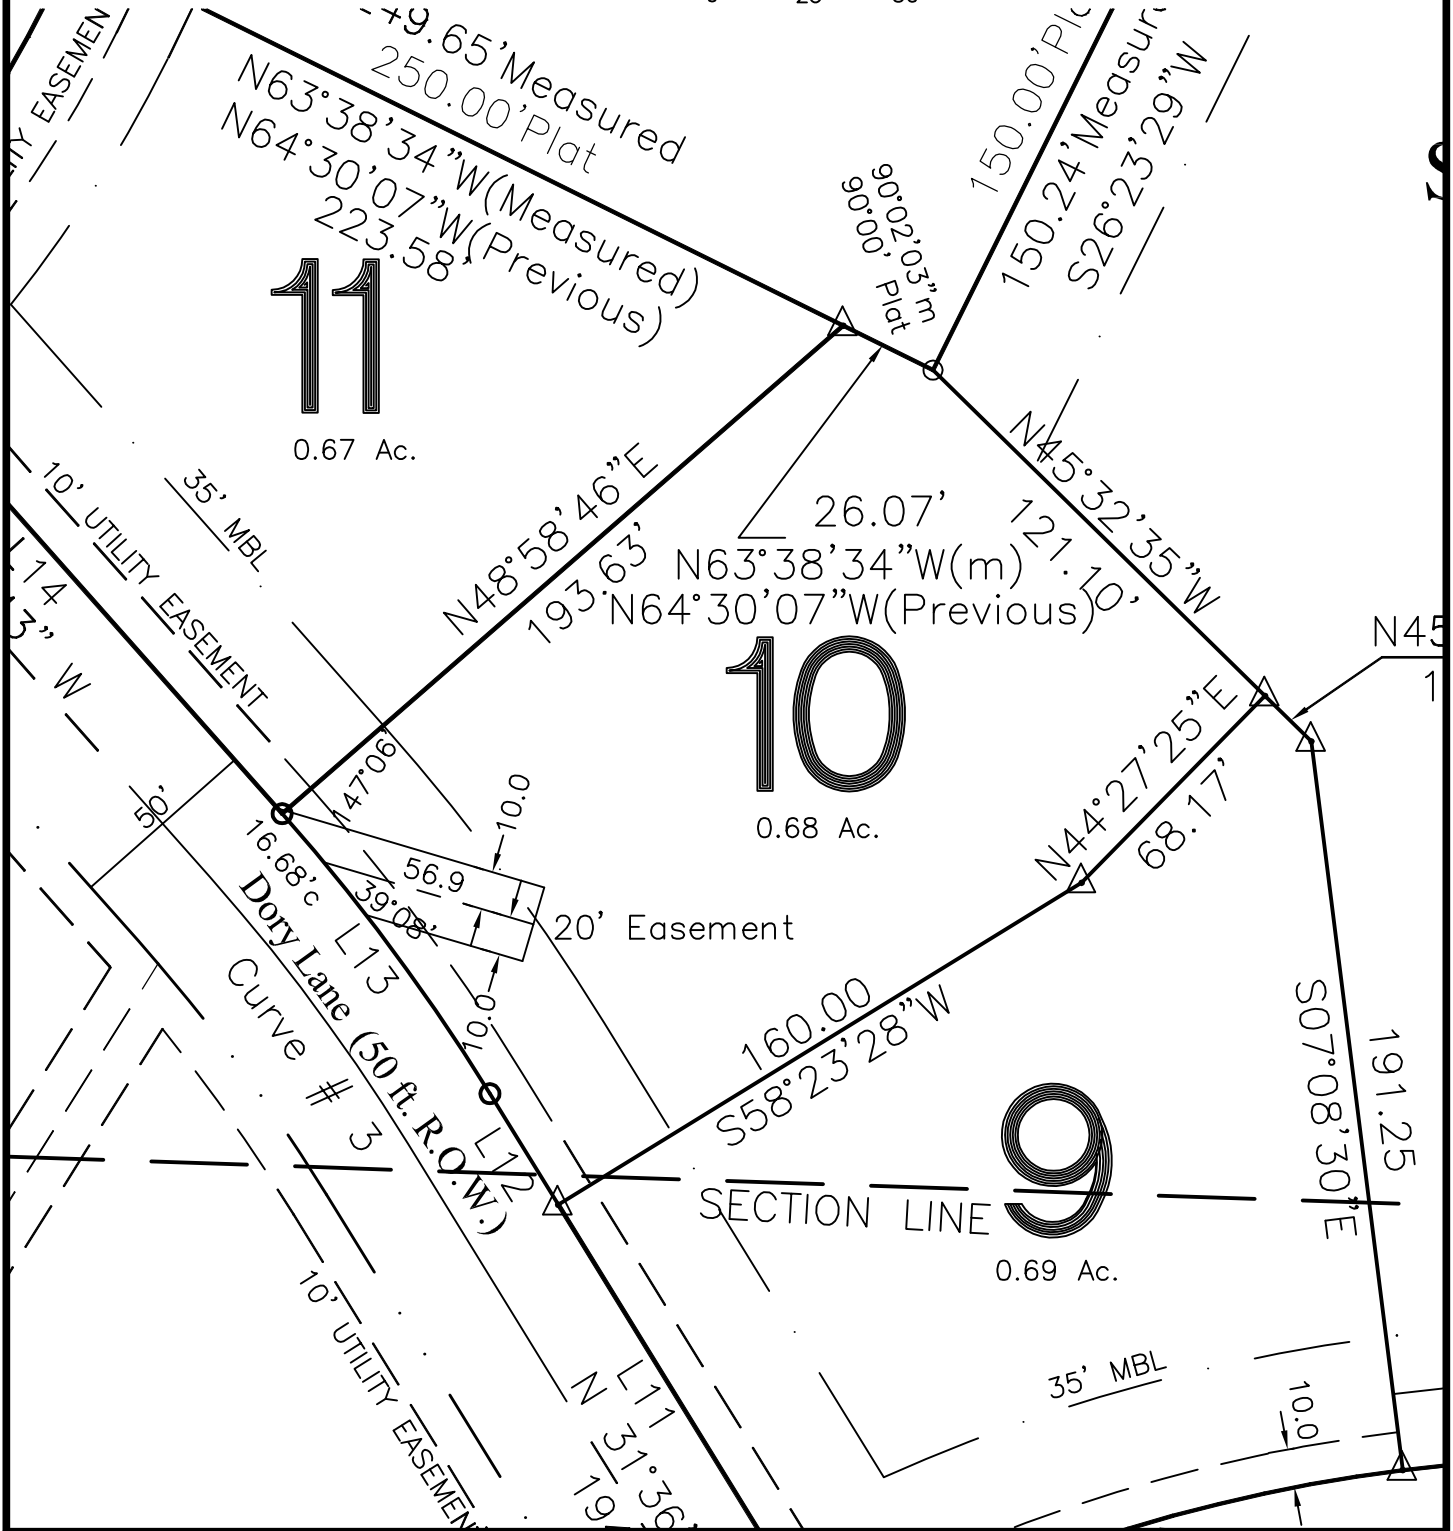 49.65'Measured
250.00'Plat
N63°38'34"W(Measured)
N64°30'07"W(Previous)
223.58'
150.00'
150.24'Measur
S26°23'29"W
90°02'03"m
90°00' Plat
11
0.67 Ac.
35' MBL
10' UTILITY EASEMENT
L14
3" W
N48°58'46"E
193.63'
26.07'
N63°38'34"W(m)
N64°30'07"W(Previous)
N45°32'35"W
121.10'
N45
1
10
0.68 Ac.
N44°27'25"E
68.17'
147°06'
50'
16.68'c
10.0
56.9
39°08'
20' Easement
10.0
L13
Dory Lane (50 ft. R.O.W.)
Curve # 3
L12
160.00
S58°23'28"W
S07°08'30"E
191.25
SECTION LINE
9
0.69 Ac.
10' UTILITY EASEMENT
L11
N 31°36'
19
35' MBL
10.0